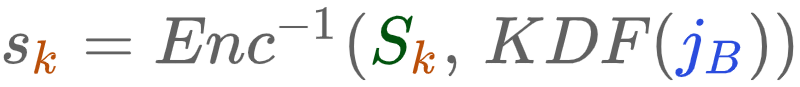 s_k = Enc^{-1}(S_k, KDF(j_B))